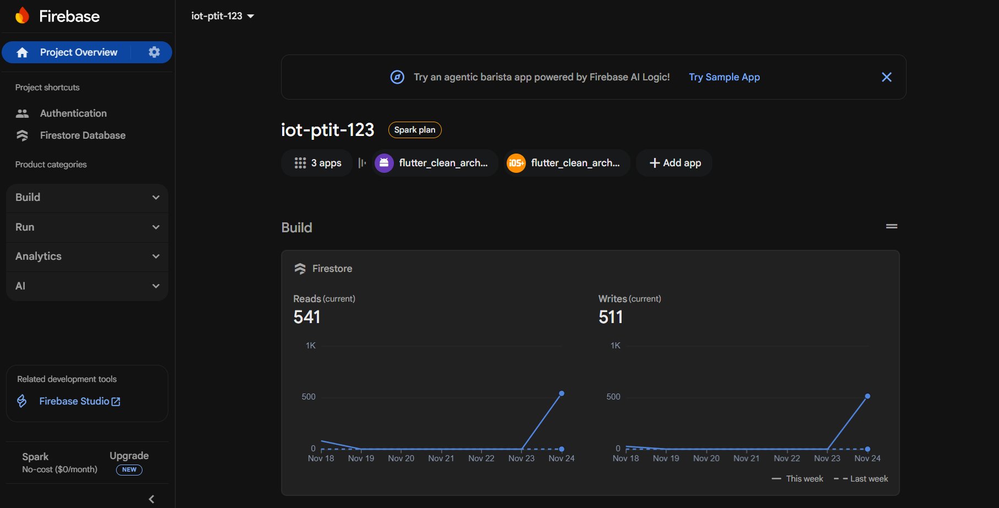 Firebase
Project Overview
Project shortcuts
Authentication
Firestore Database
Product categories
Build
Run
Analytics
AI
Related development tools
Firebase Studio
Spark
No-cost ($0/month)
Upgrade
NEW
iot-ptit-123
Try an agentic barista app powered by Firebase AI Logic! Try Sample App
iot-ptit-123 Spark plan
3 apps flutter_clean_arch... iOS+ flutter_clean_arch... Add app
Build
Firestore
Reads (current)
541
1K
500
0
Nov 18 Nov 19 Nov 20 Nov 21 Nov 22 Nov 23 Nov 24
Writes (current)
511
1K
500
0
Nov 18 Nov 19 Nov 20 Nov 21 Nov 22 Nov 23 Nov 24
This week Last week